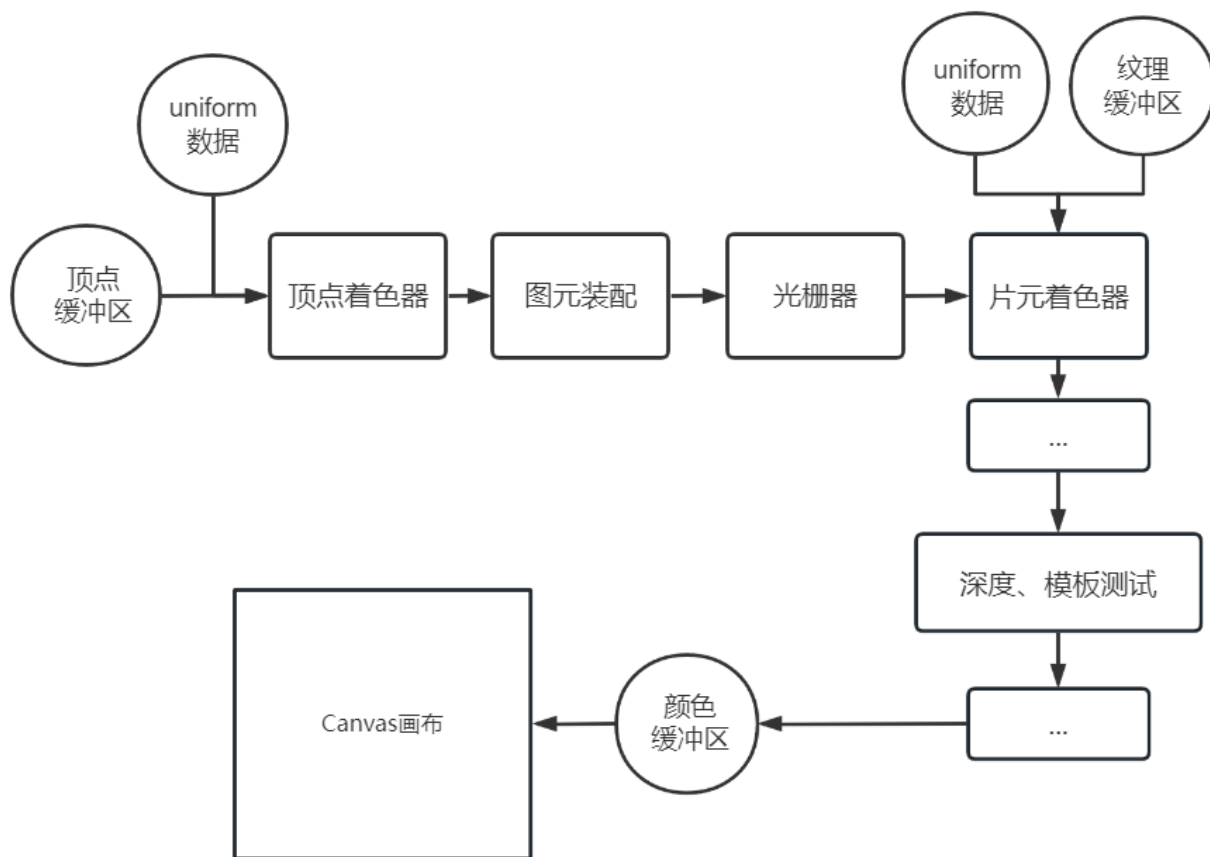 uniform
数据
uniform
数据
纹理
缓冲区
顶点
缓冲区
顶点着色器
图元装配
光栅器
片元着色器
...
深度、模板测试
...
颜色
缓冲区
Canvas画布